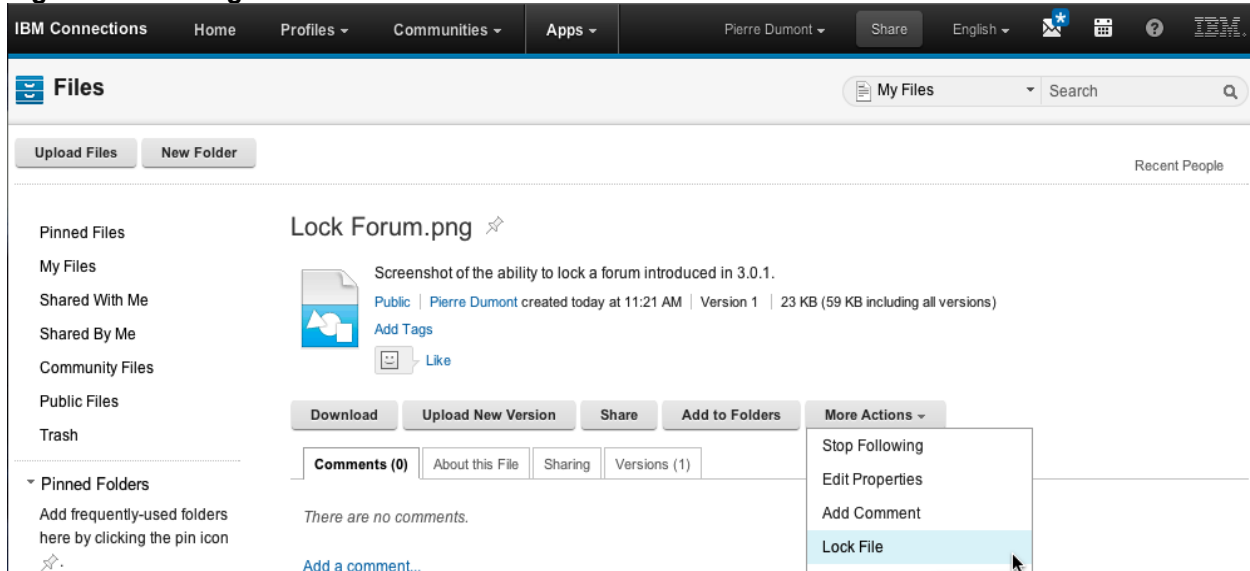 IBM Connections Home Profiles Communities Apps Pierre Dumont Share English IBM.
Files My Files Search
Upload Files New Folder
Recent People
Pinned Files
My Files
Shared With Me
Shared By Me
Community Files
Public Files
Trash
Pinned Folders
Add frequently-used folders
here by clicking the pin icon
.
Lock Forum.png
Screenshot of the ability to lock a forum introduced in 3.0.1.
Public | Pierre Dumont created today at 11:21 AM | Version 1 | 23 KB (59 KB including all versions)
Add Tags
Like
Download Upload New Version Share Add to Folders More Actions
Comments (0) About this File Sharing Versions (1)
There are no comments.
Add a comment...
Stop Following
Edit Properties
Add Comment
Lock File